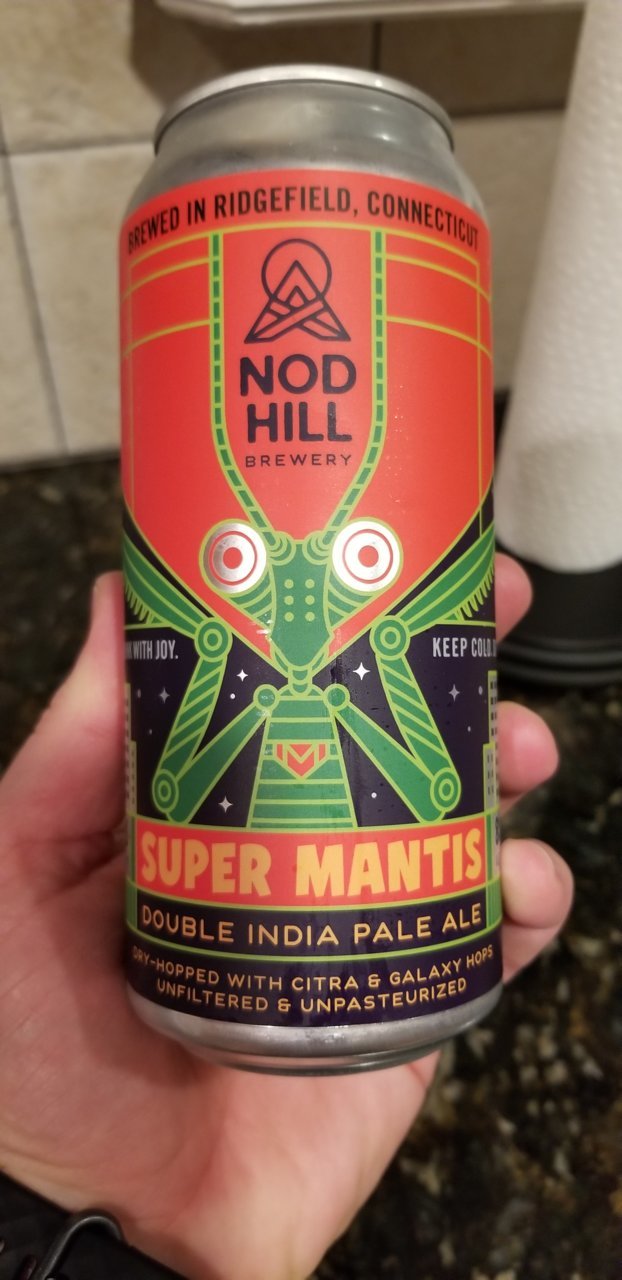 BREWED IN RIDGEFIELD, CONNECTICUT
NOD
HILL
BREWERY
WITH JOY.
KEEP COLD.
M
SUPER MANTIS
DOUBLE INDIA PALE ALE
DRY-HOPPED WITH CITRA & GALAXY HOPS
UNFILTERED & UNPASTEURIZED